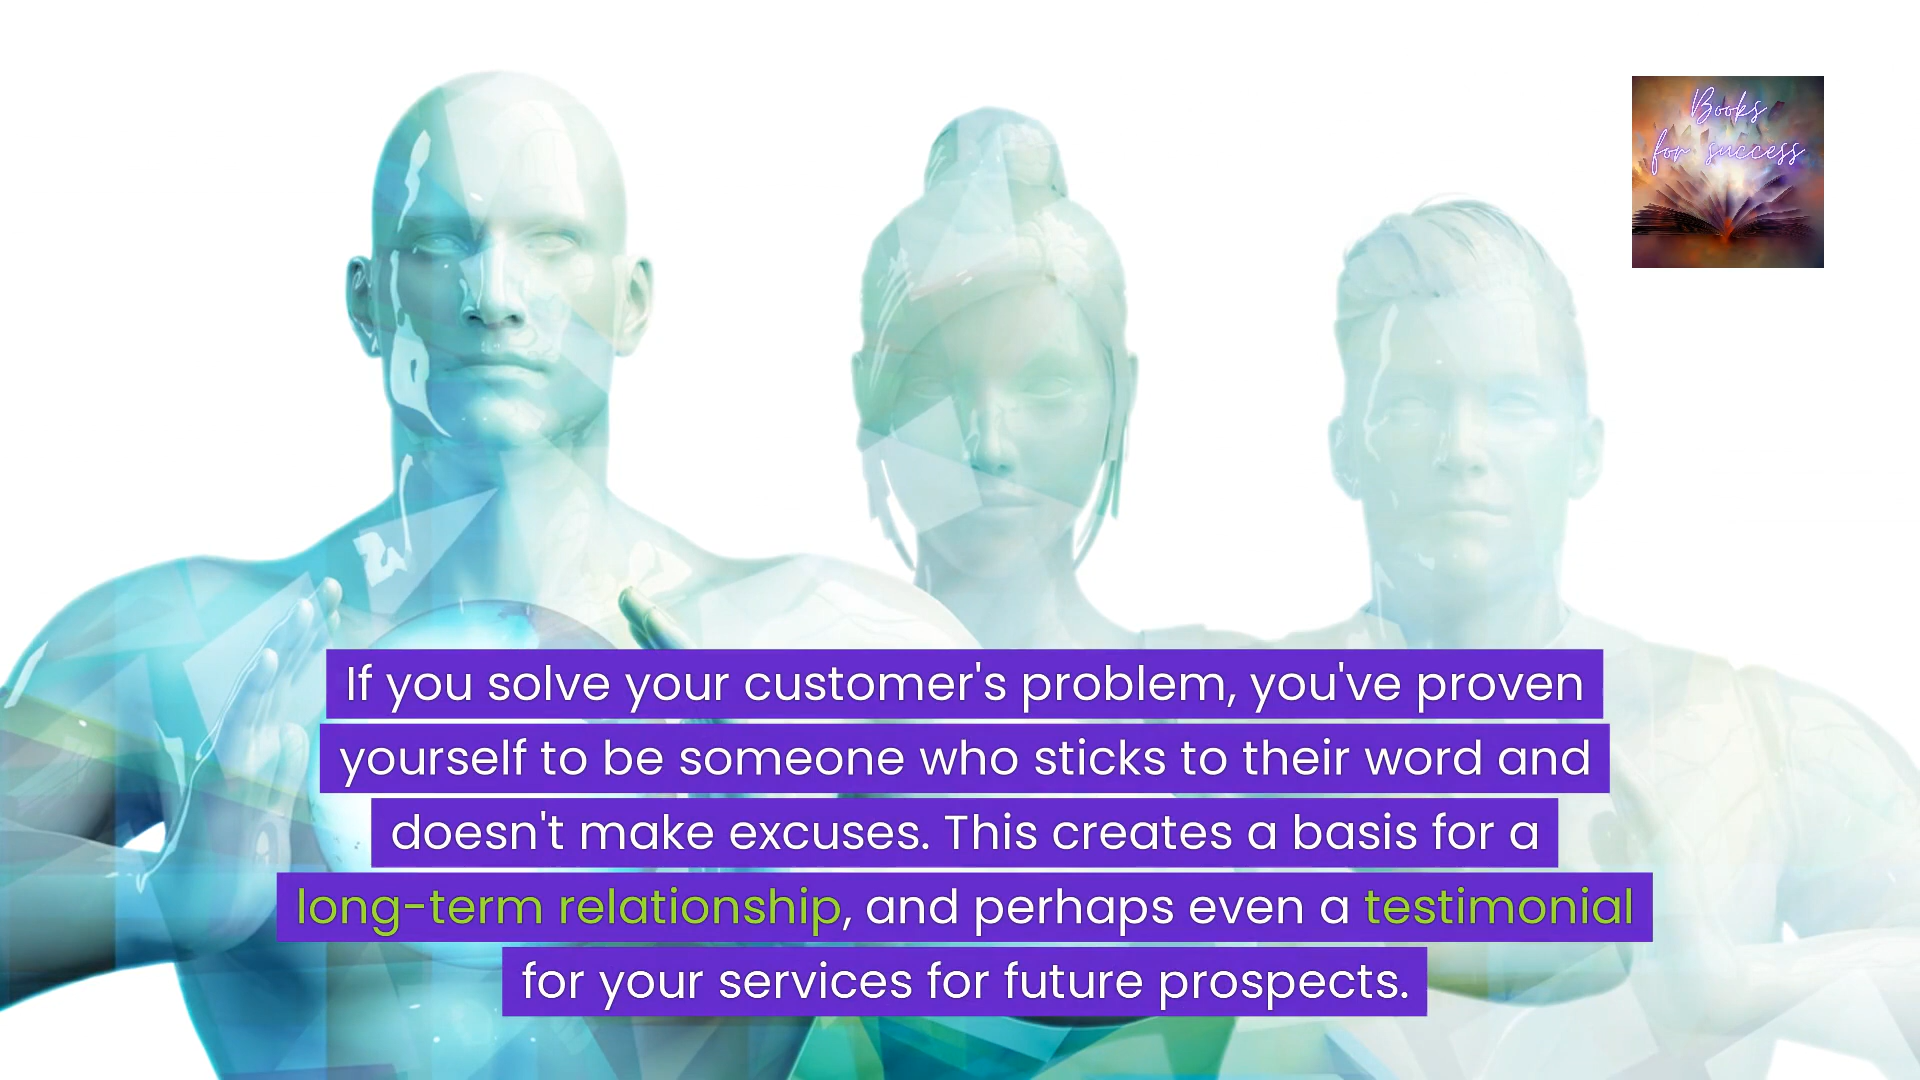 Books
for success
If you solve your customer's problem, you've proven
yourself to be someone who sticks to their word and
doesn't make excuses. This creates a basis for a
long-term relationship, and perhaps even a testimonial
for your services for future prospects.